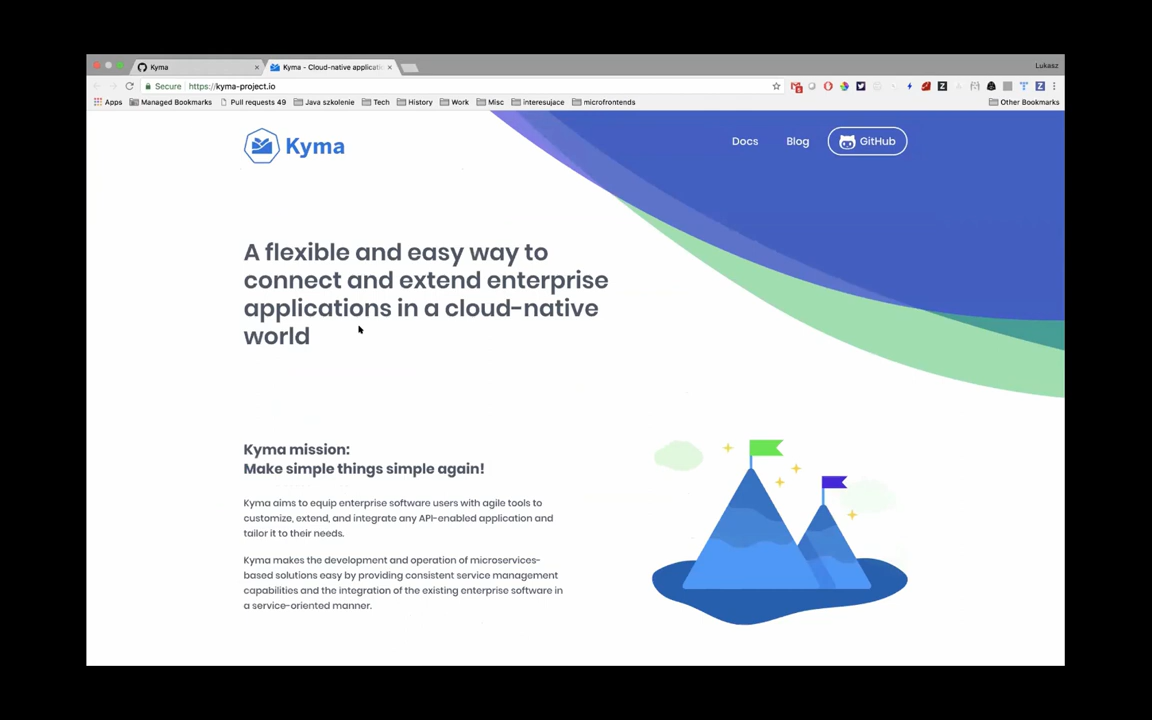 Kyma
Kyma - Cloud-native applicati
Lukasz
Secure
https://kyma-project.io
Apps
Managed Bookmarks
Pull requests 49
Java szkolenie
Tech
History
Work
Misc
interesujace
microfrontends
Other Bookmarks
Kyma
Docs
Blog
GitHub
A flexible and easy way to
connect and extend enterprise
applications in a cloud-native
world
Kyma mission:
Make simple things simple again!
Kyma aims to equip enterprise software users with agile tools to
customize, extend, and integrate any API-enabled application and
tailor it to their needs.
Kyma makes the development and operation of microservices-
based solutions easy by providing consistent service management
capabilities and the integration of the existing enterprise software in
a service-oriented manner.